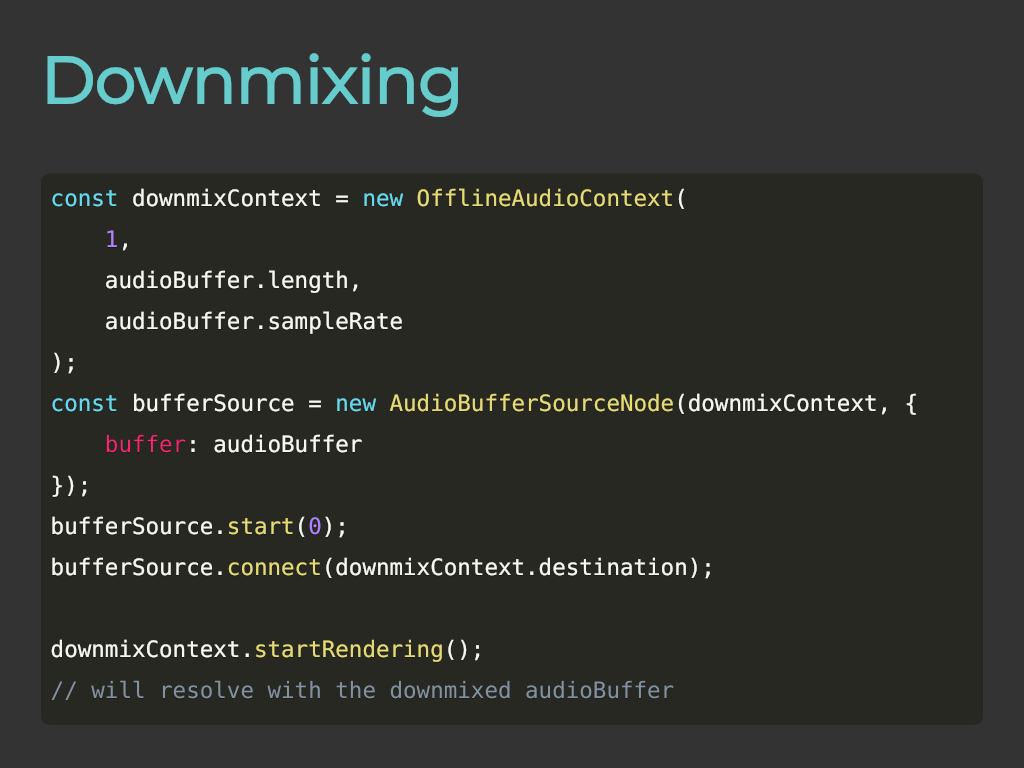 Downmixing
const downmixContext = new OfflineAudioContext(
    1,
    audioBuffer.length,
    audioBuffer.sampleRate
);
const bufferSource = new AudioBufferSourceNode(downmixContext, {
    buffer: audioBuffer
});
bufferSource.start(0);
bufferSource.connect(downmixContext.destination);
downmixContext.startRendering();
// will resolve with the downmixed audioBuffer